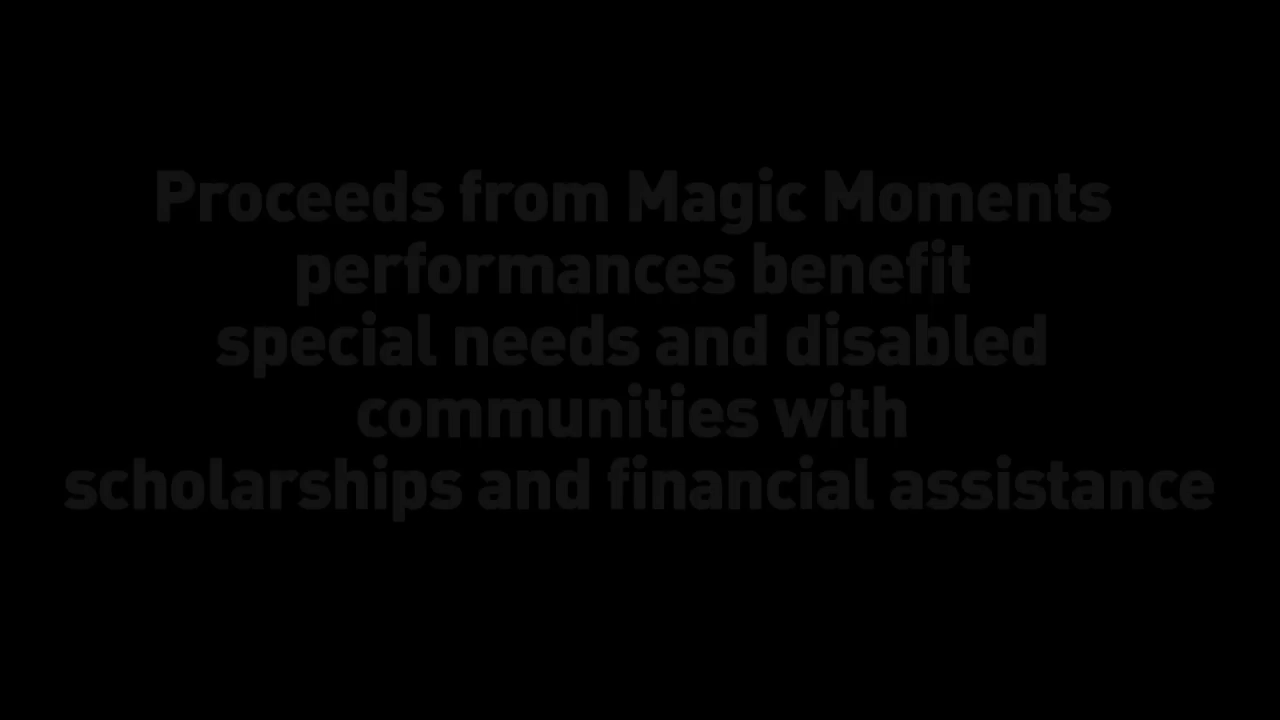 Proceeds from Magic Moments
performances benefit
special needs and disabled
communities with
scholarships and financial assistance